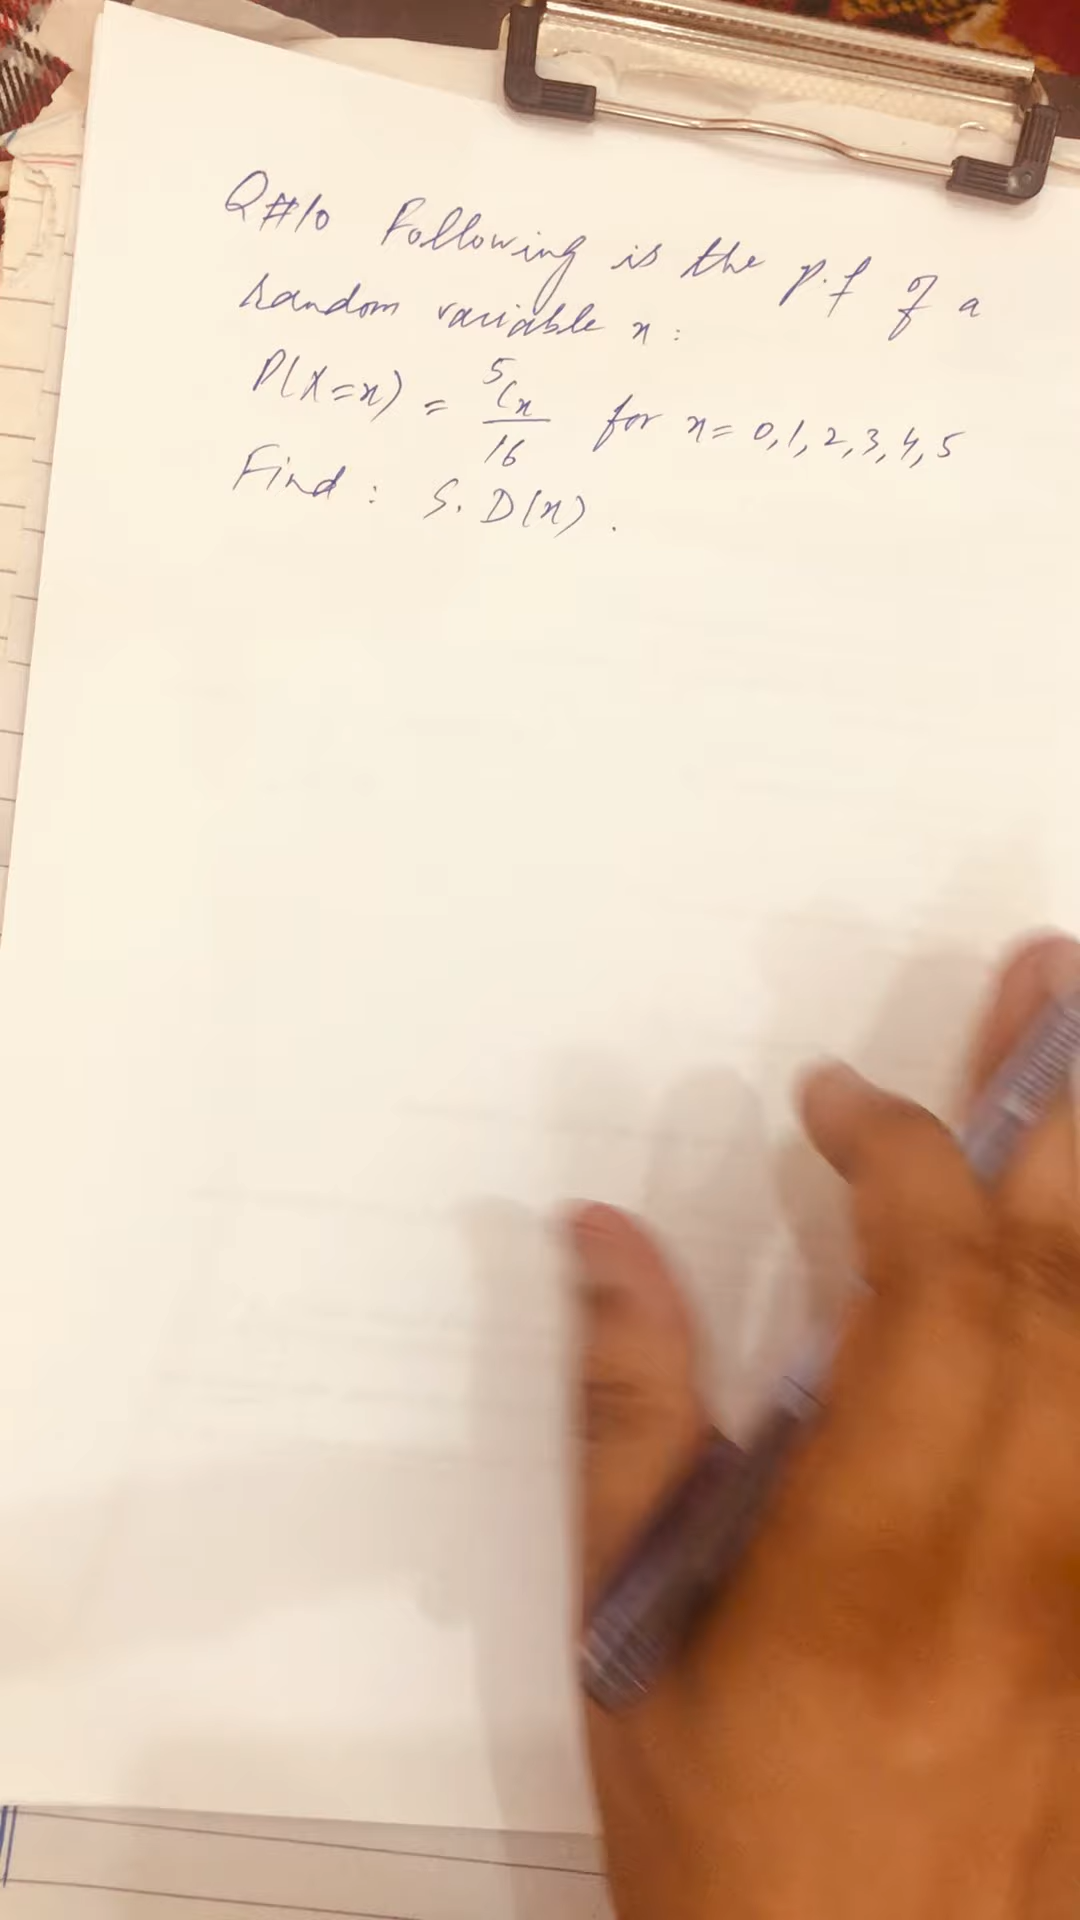 Q#10 Following is the p.f of a
random variable x:
P(X=x) = ⁵Cx/16 for x= 0,1,2,3,4,5
Find: S.D(x).